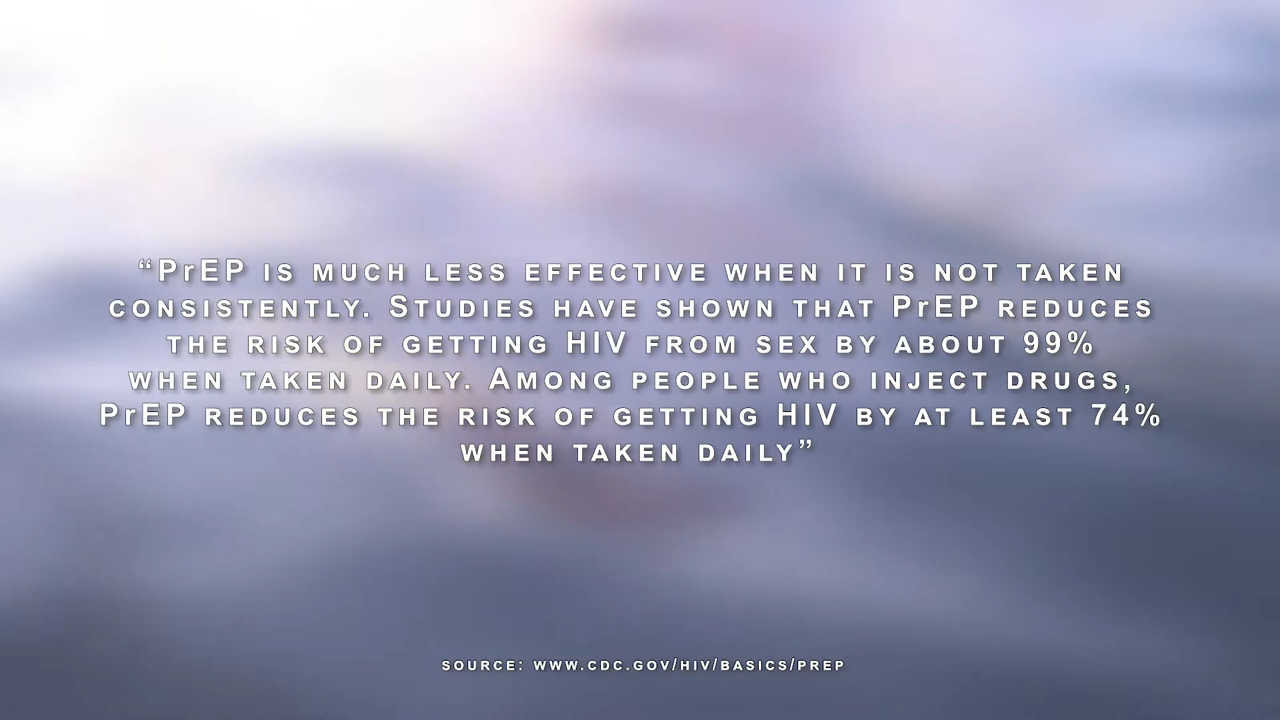 “PrEP is much less effective when it is not taken
consistently. Studies have shown that PrEP reduces
the risk of getting HIV from sex by about 99%
when taken daily. Among people who inject drugs,
PrEP reduces the risk of getting HIV by at least 74%
when taken daily”
source: www.cdc.gov/hiv/basics/prep